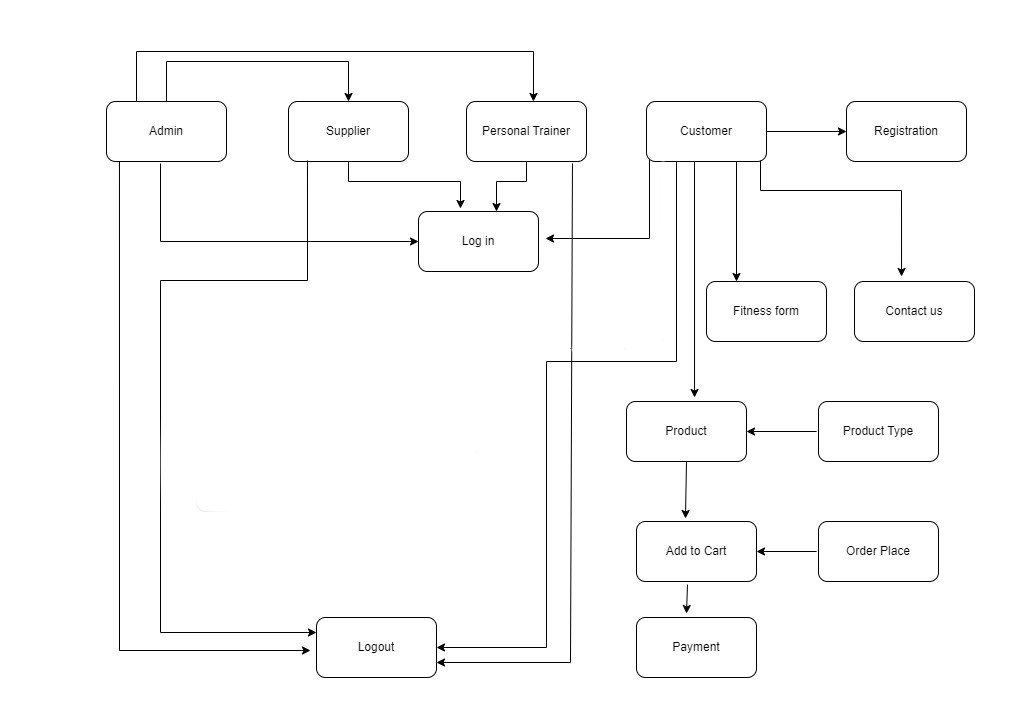 Admin
Supplier
Personal Trainer
Customer
Registration
Log in
Fitness form
Contact us
Product
Product Type
Add to Cart
Order Place
Logout
Payment